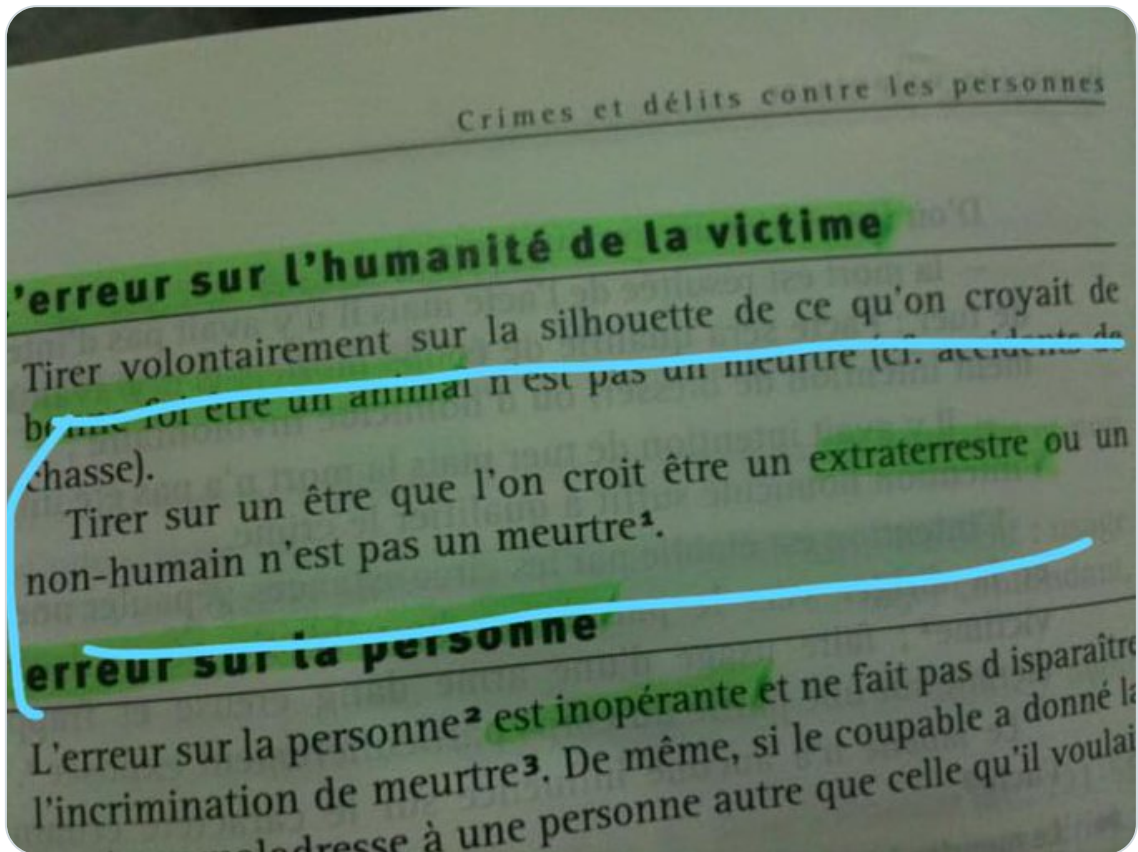 Crimes et délits contre les personnes
'erreur sur l'humanité de la victime
Tirer volontairement sur la silhouette de ce qu'on croyait de
bonne foi être un animal n'est pas un meurtre (cf. accidents de
chasse).
Tirer sur un être que l'on croit être un extraterrestre ou un
non-humain n'est pas un meurtre¹.
erreur sur la personne
L'erreur sur la personne² est inopérante et ne fait pas d isparaître
l'incrimination de meurtre³. De même, si le coupable a donné la
à une personne autre que celle qu'il voulai